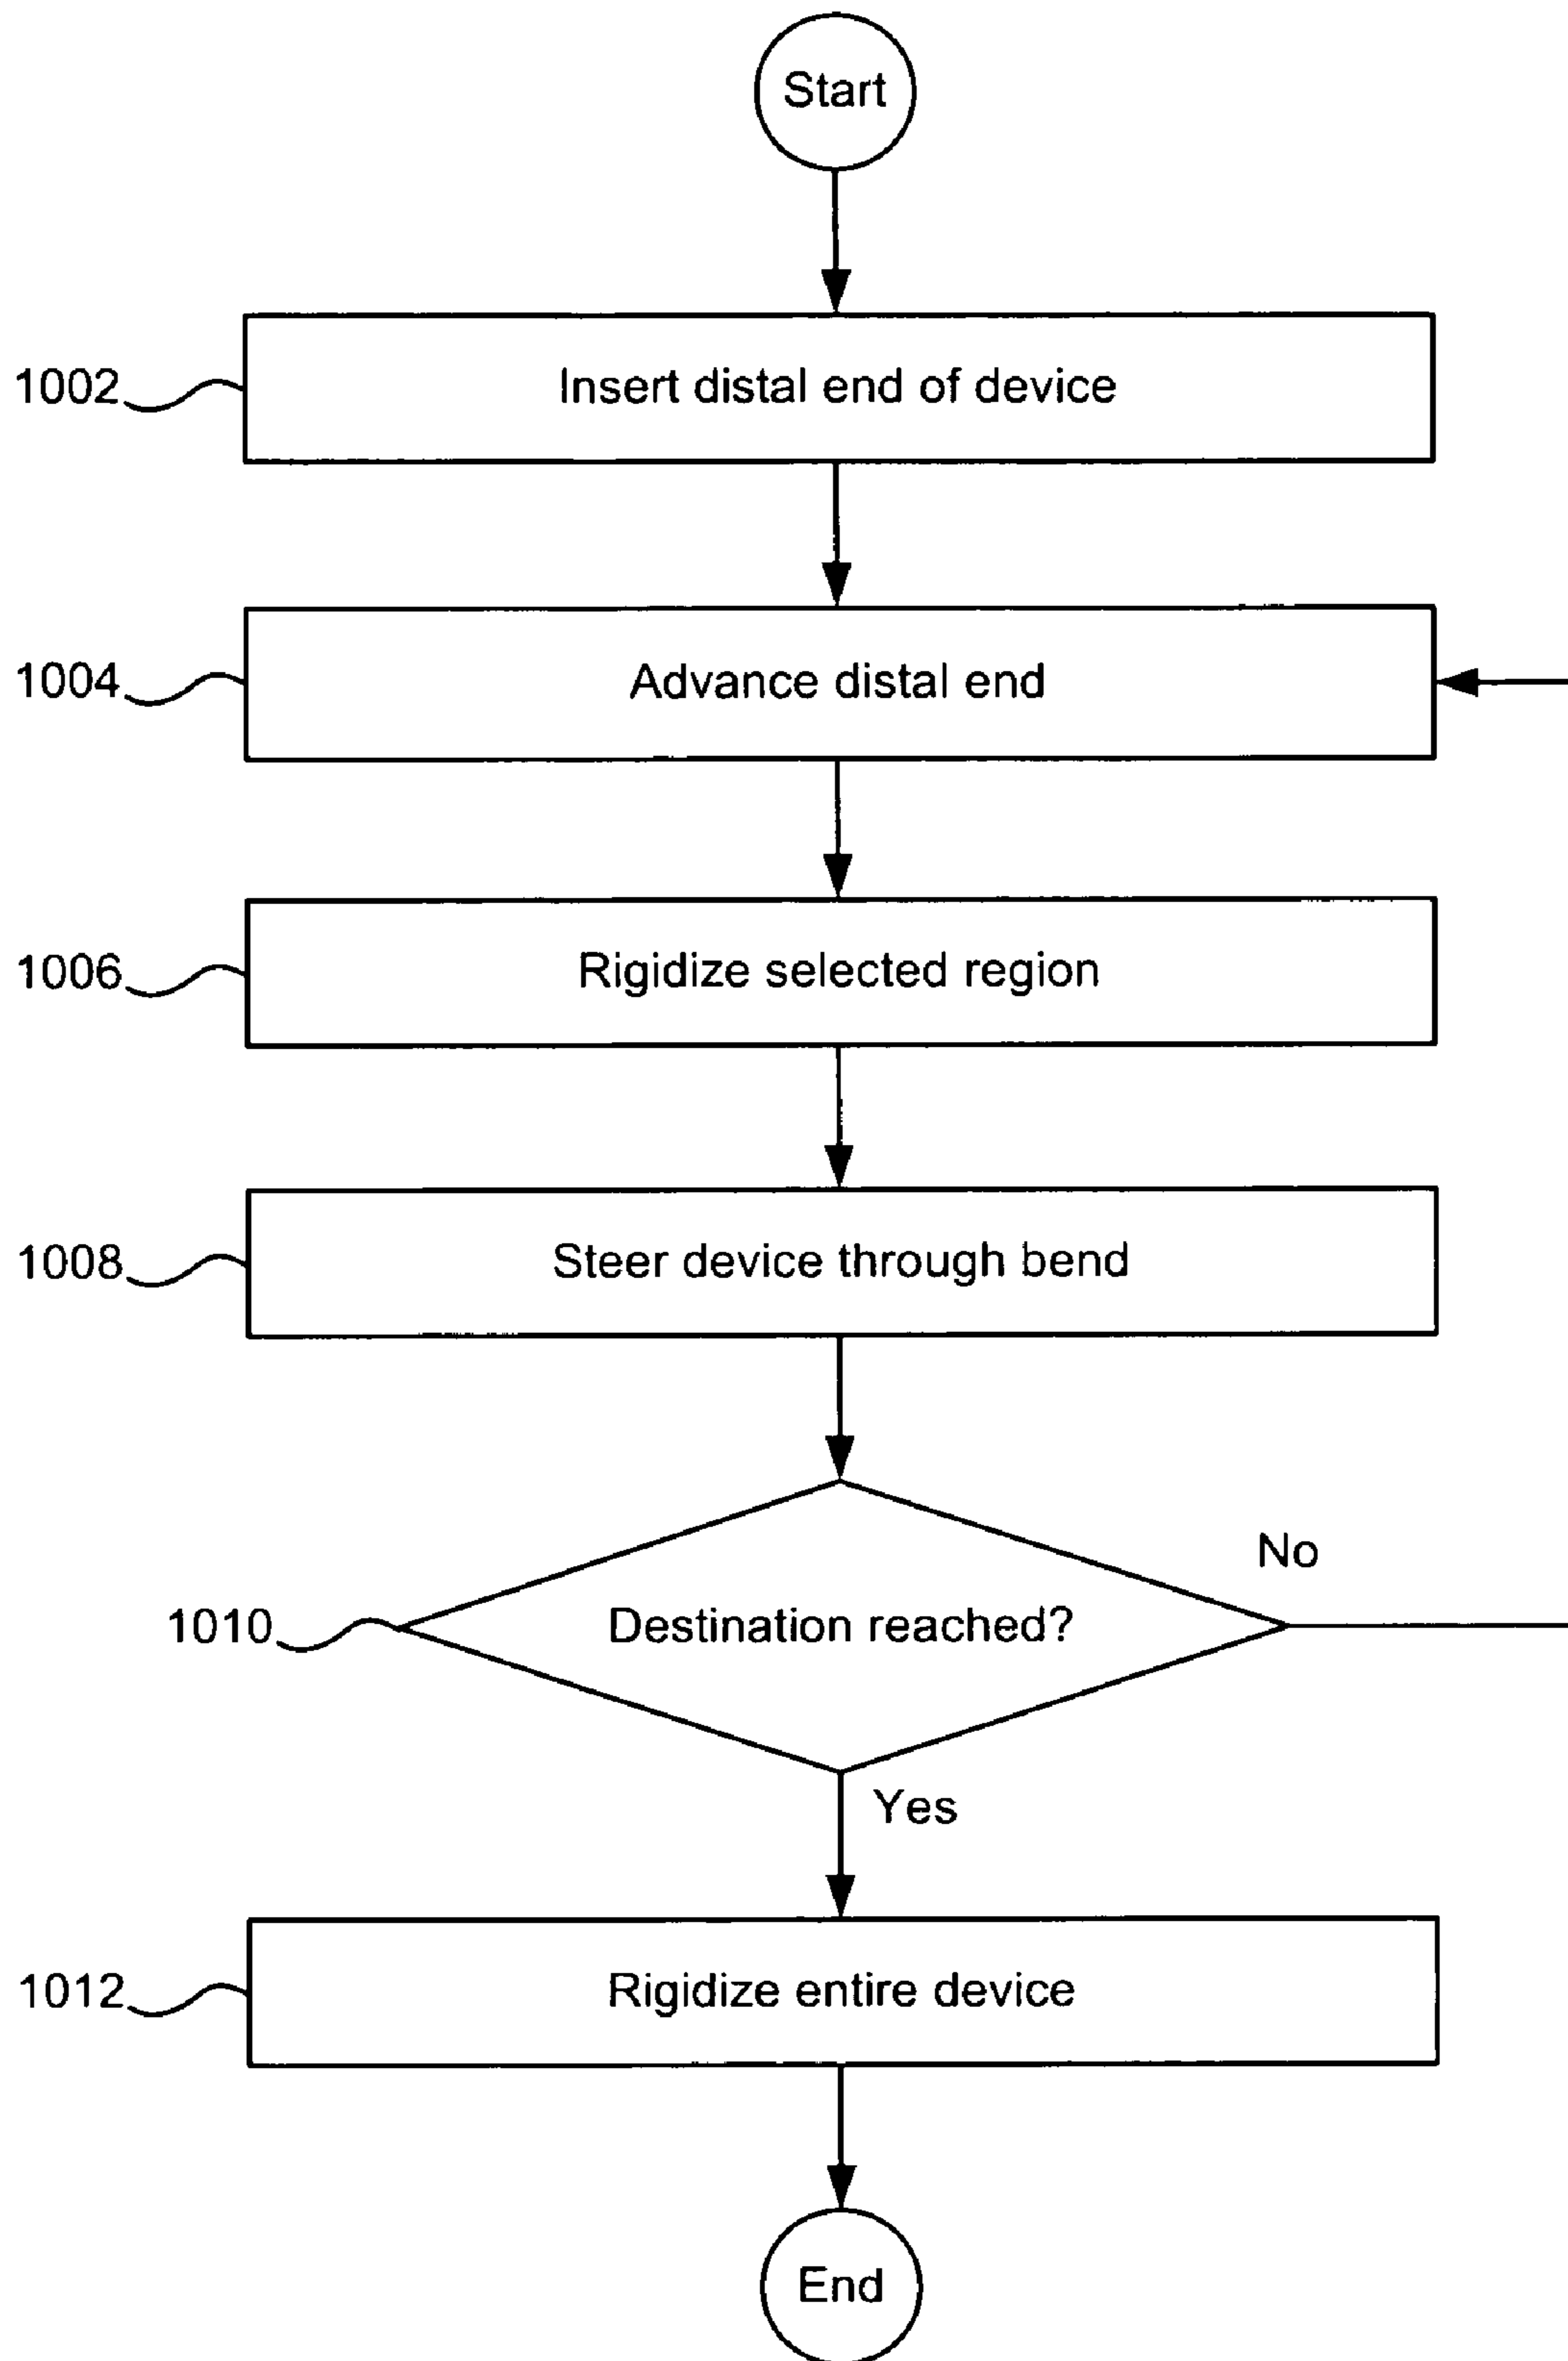 Start
1002
Insert distal end of device
1004
Advance distal end
1006
Rigidize selected region
1008
Steer device through bend
No
1010
Destination reached?
Yes
1012
Rigidize entire device
End